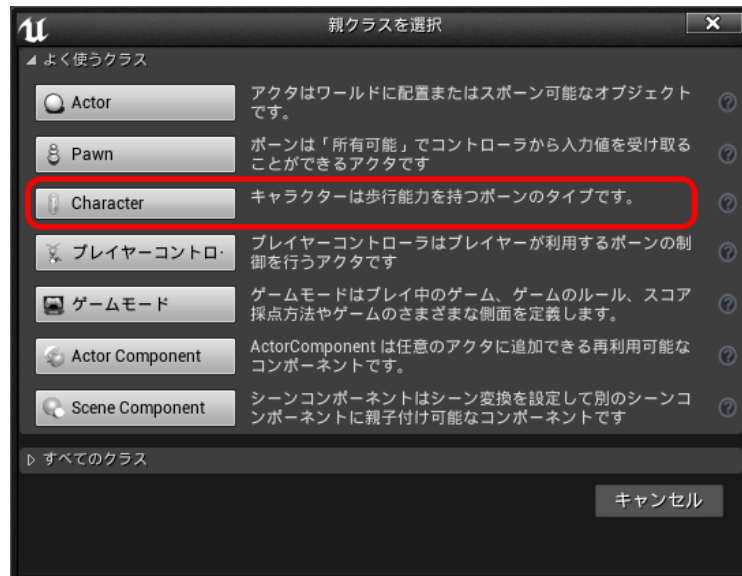 親クラスを選択
よく使うクラス
Actor
アクタはワールドに配置またはスポーン可能なオブジェクト
です。
Pawn
ポーンは「所有可能」でコントローラから入力値を受け取る
ことができるアクタです
Character
キャラクターは歩行能力を持つポーンのタイプです。
プレイヤーコントロ·
プレイヤーコントローラはプレイヤーが利用するポーンの制
御を行うアクタです
ゲームモード
ゲームモードはプレイ中のゲーム、ゲームのルール、スコア
採点方法やゲームのさまざまな側面を定義します。
Actor Component
ActorComponent は任意のアクタに追加できる再利用可能な
コンポーネントです。
Scene Component
シーンコンポーネントはシーン変換を設定して別のシーンコ
ンポーネントに親子付け可能なコンポーネントです
すべてのクラス
キャンセル